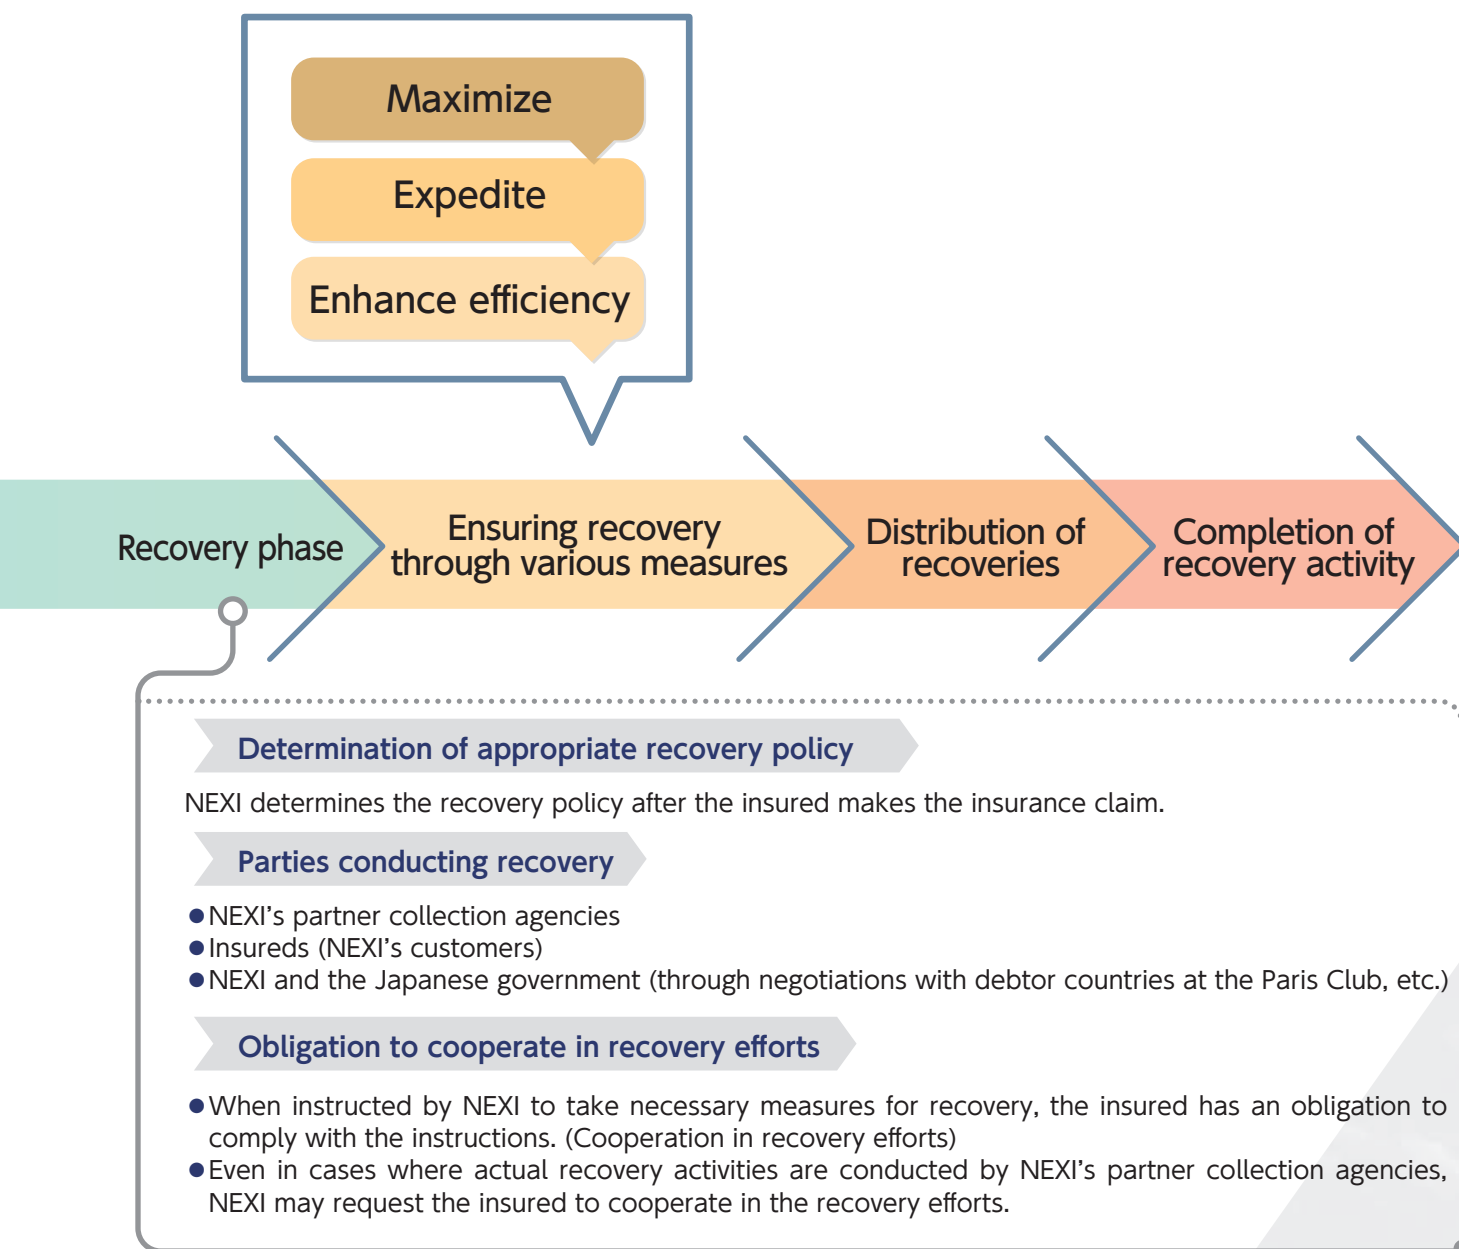 Maximize
Expedite
Enhance efficiency
Recovery phase
Ensuring recovery
through various measures
Distribution of
recoveries
Completion of
recovery activity
Determination of appropriate recovery policy
NEXI determines the recovery policy after the insured makes the insurance claim.
Parties conducting recovery
●NEXI’s partner collection agencies
●Insureds (NEXI’s customers)
●NEXI and the Japanese government (through negotiations with debtor countries at the Paris Club, etc.)
Obligation to cooperate in recovery efforts
●When instructed by NEXI to take necessary measures for recovery, the insured has an obligation to
comply with the instructions. (Cooperation in recovery efforts)
●Even in cases where actual recovery activities are conducted by NEXI’s partner collection agencies,
NEXI may request the insured to cooperate in the recovery efforts.